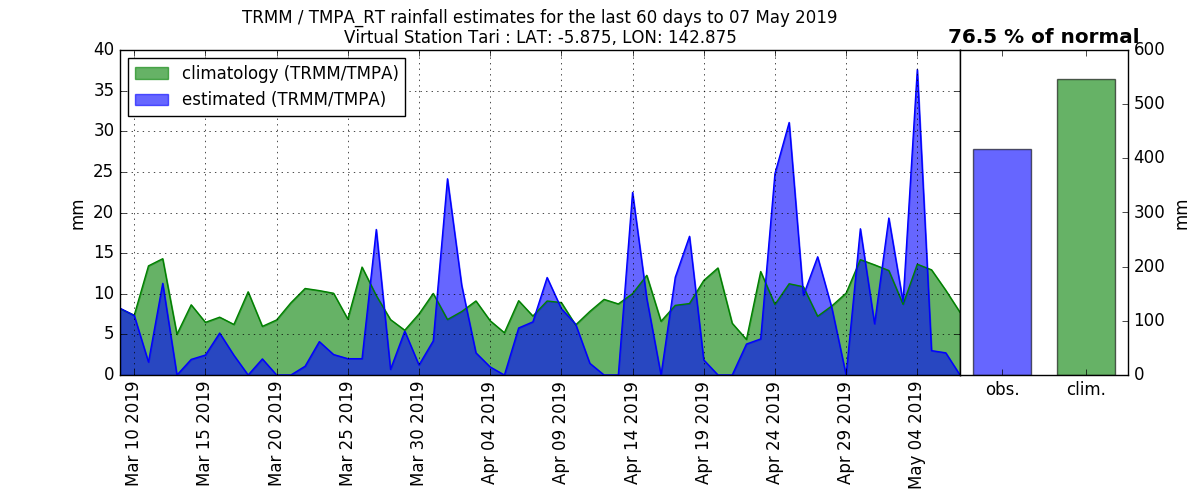 TRMM / TMPA_RT rainfall estimates for the last 60 days to 07 May 2019
Virtual Station Tari : LAT: -5.875, LON: 142.875
76.5 % of normal
climatology (TRMM/TMPA)
estimated (TRMM/TMPA)
40
35
30
25
20
15
10
5
0
mm
Mar 10 2019
Mar 15 2019
Mar 20 2019
Mar 25 2019
Mar 30 2019
Apr 04 2019
Apr 09 2019
Apr 14 2019
Apr 19 2019
Apr 24 2019
Apr 29 2019
May 04 2019
600
500
400
300
200
100
0
mm
obs.
clim.